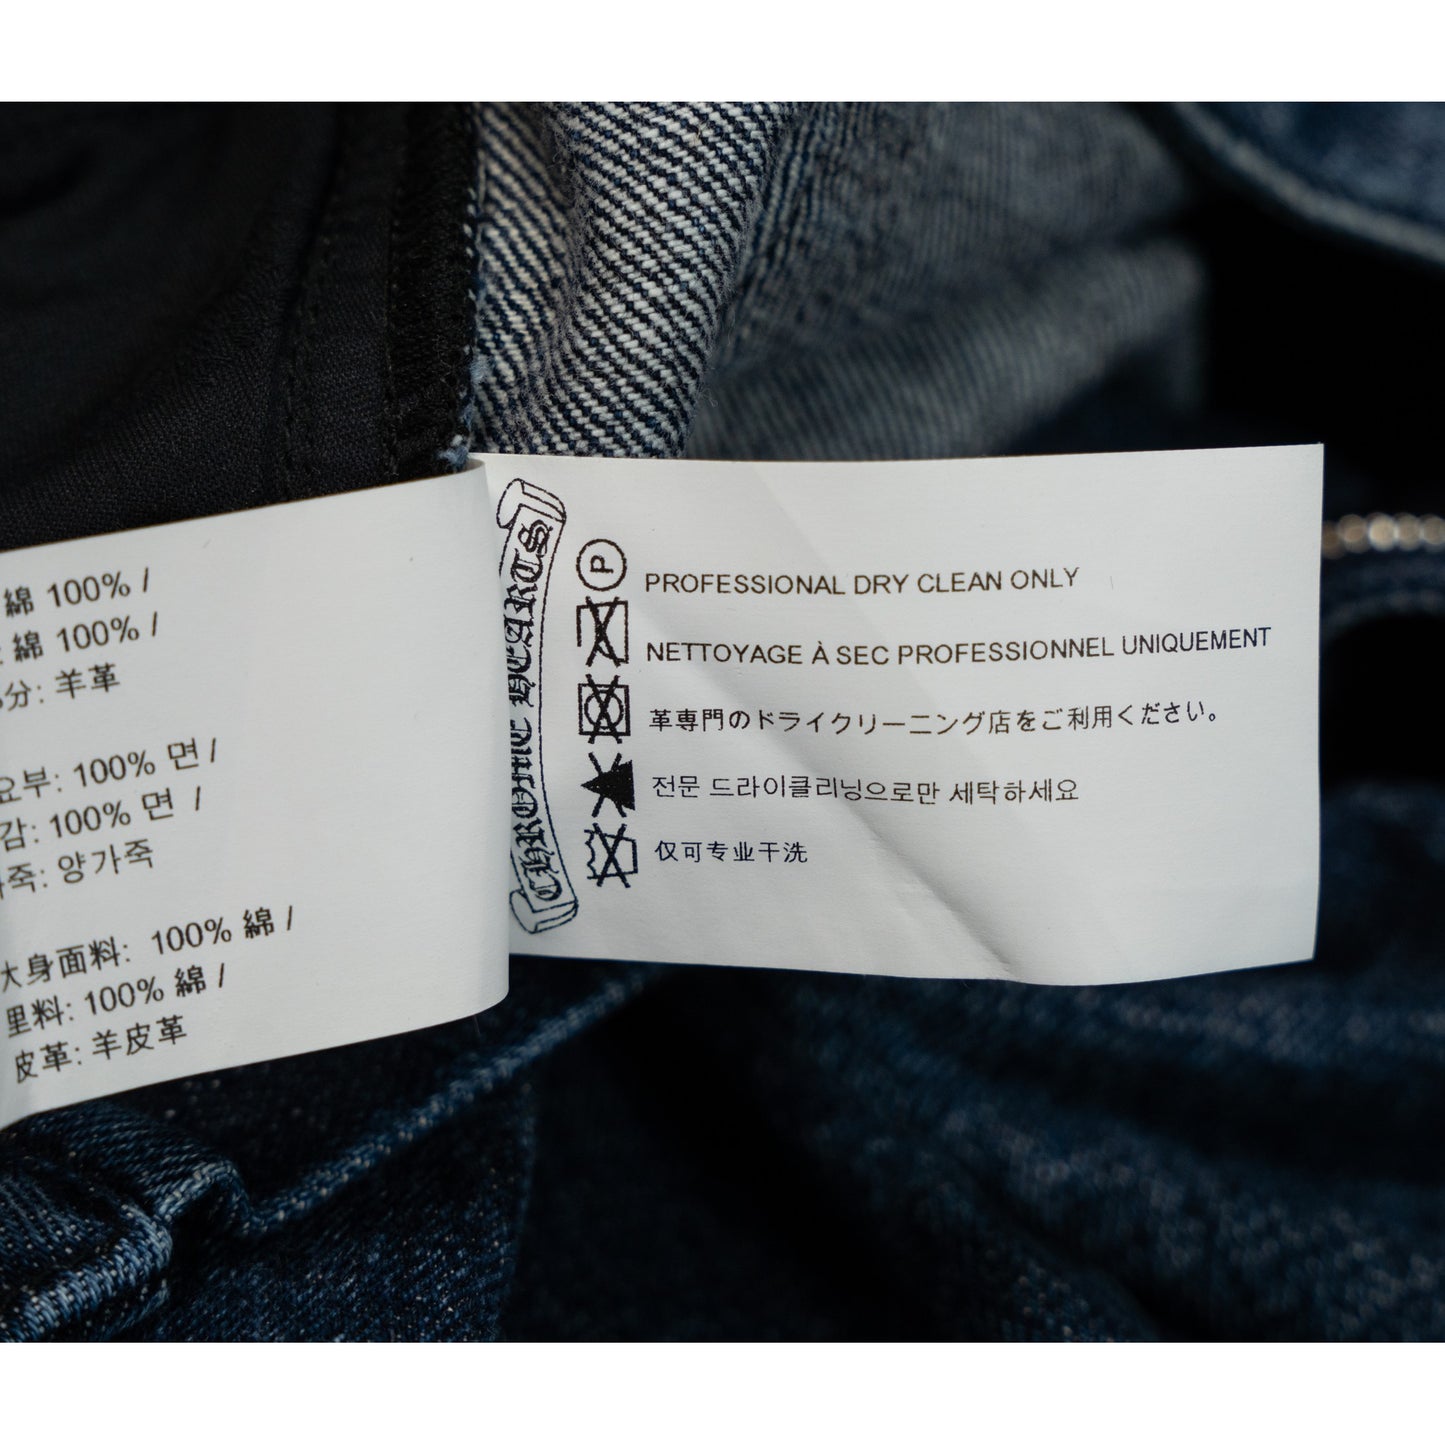 綿 100% /
綿 100% /
分: 羊革
요부: 100% 면 /
감: 100% 면 /
죽: 양가죽
大身面料: 100% 綿 /
里料: 100% 綿 /
皮革: 羊皮革
CHROME HEARTS
P
PROFESSIONAL DRY CLEAN ONLY
NETTOYAGE À SEC PROFESSIONNEL UNIQUEMENT
革専門のドライクリーニング店をご利用ください。
전문 드라이클리닝으로만 세탁하세요
仅可专业干洗